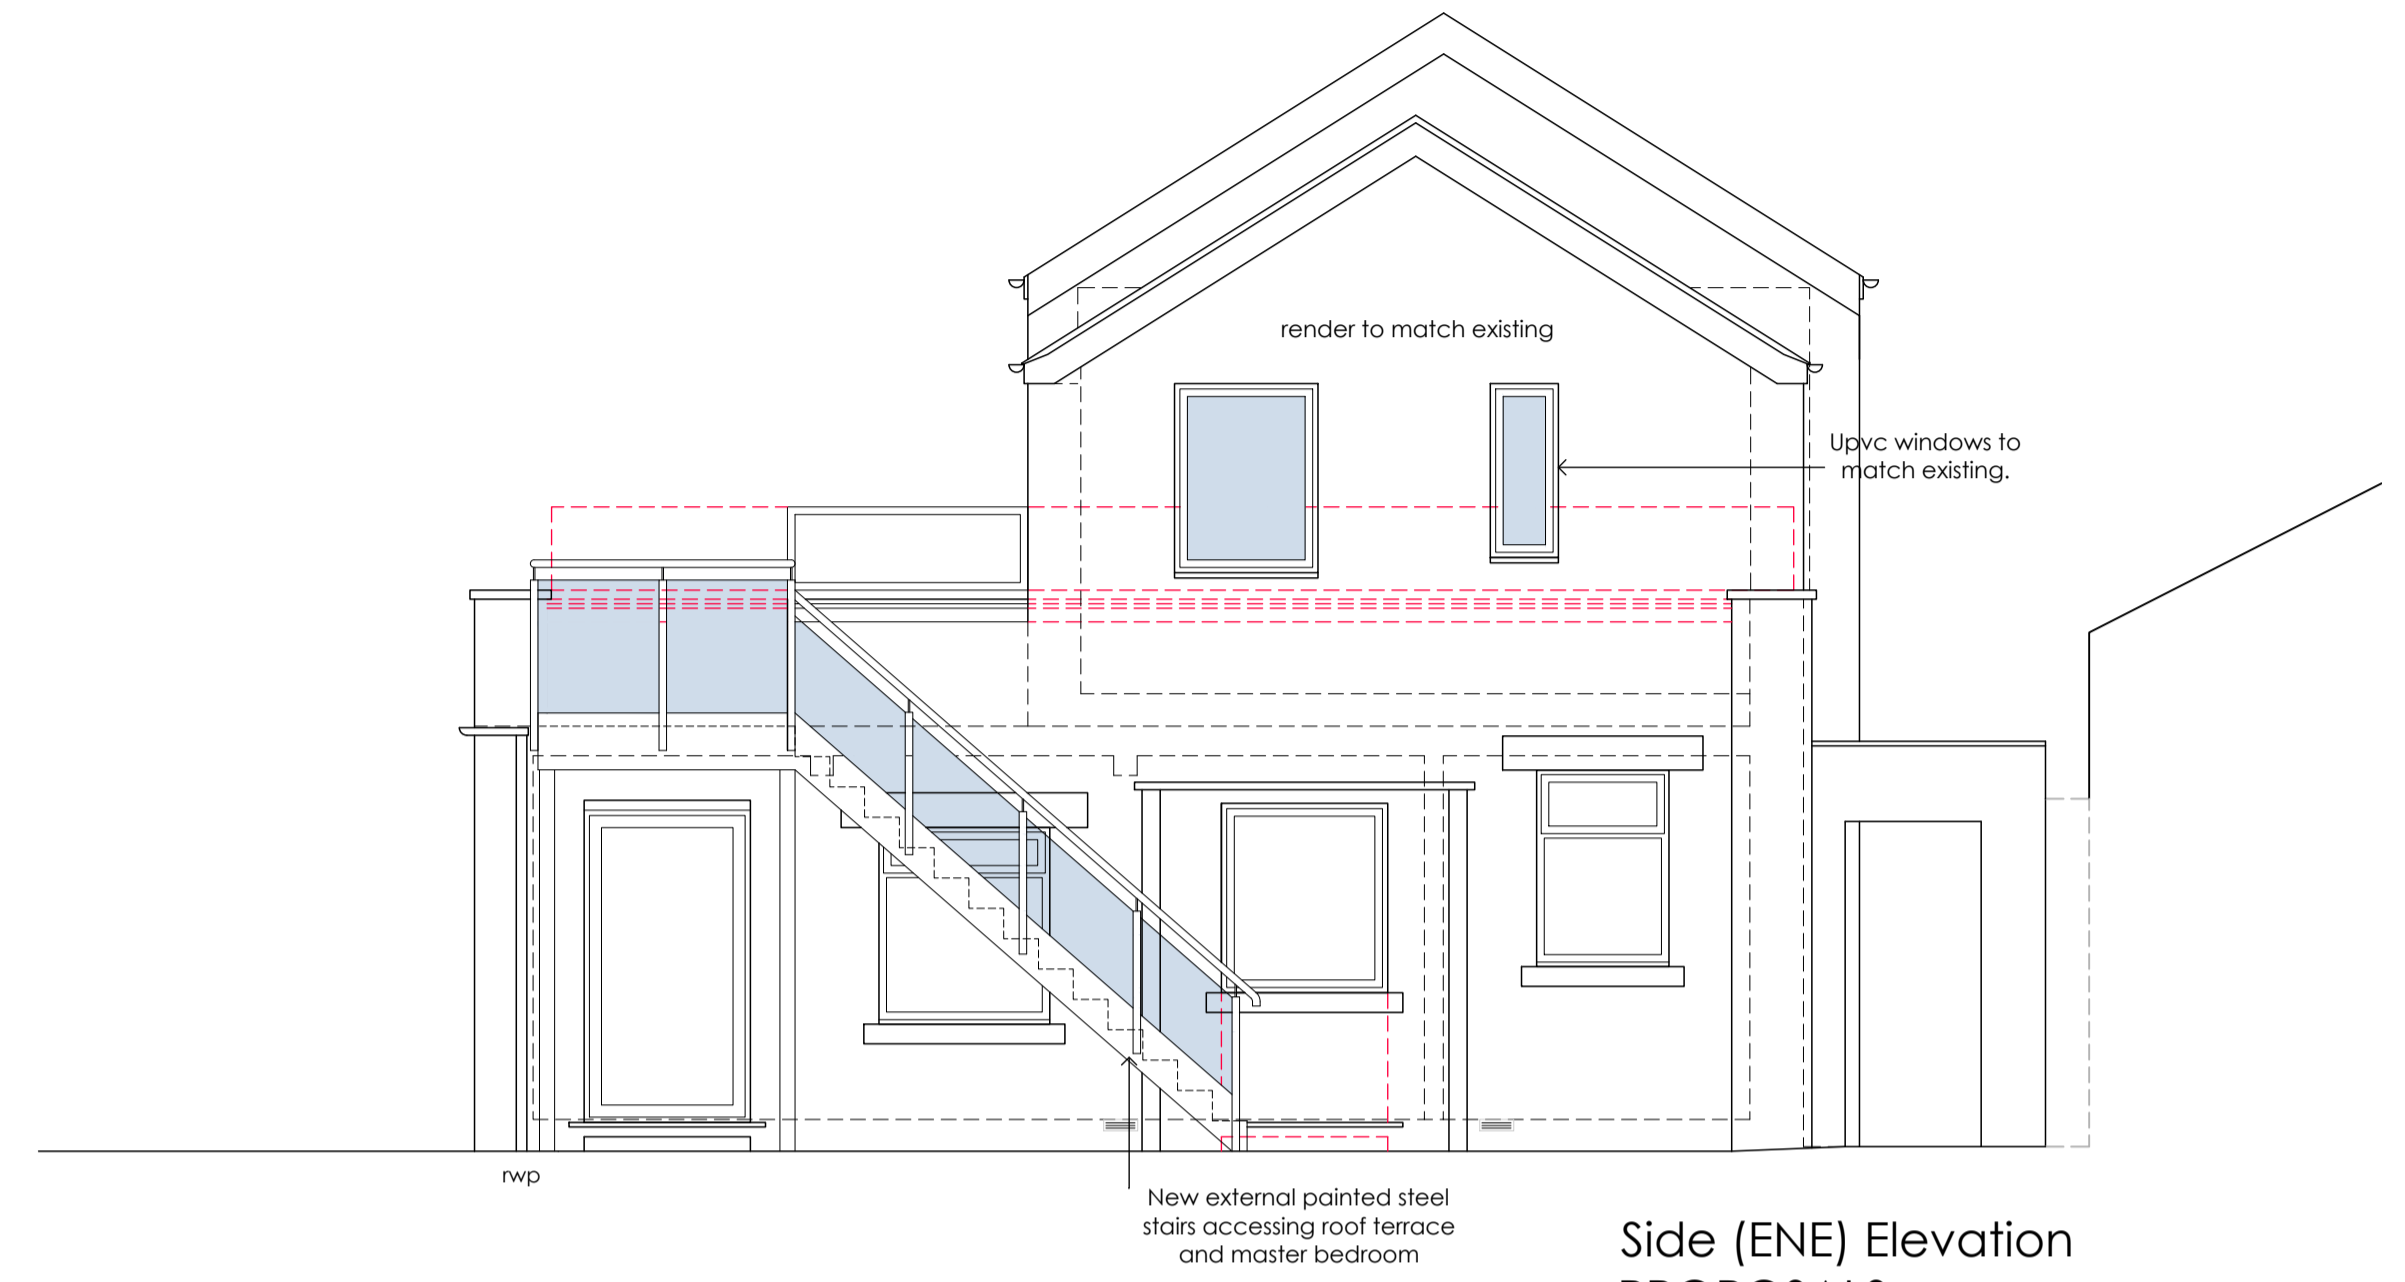 render to match existing
Upvc windows to
match existing.
rwp
New external painted steel
stairs accessing roof terrace
and master bedroom
Side (ENE) Elevation
PROPOSALS